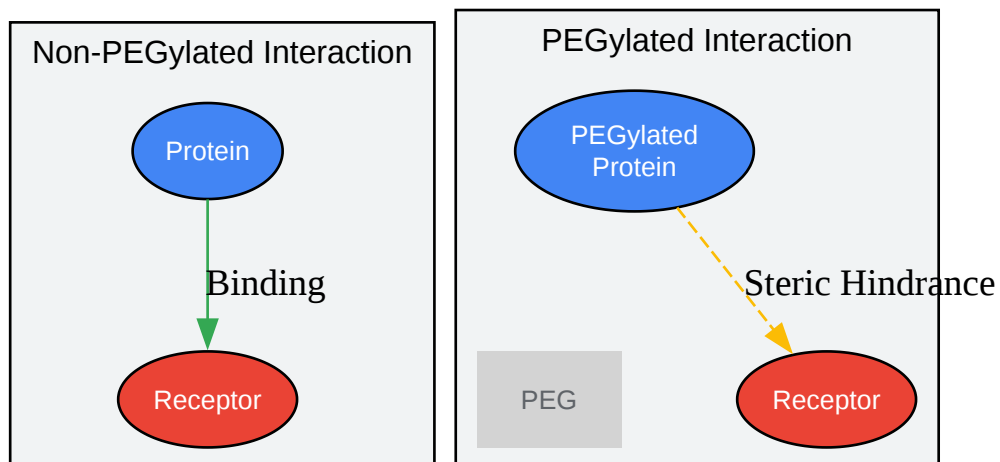 Non-PEGylated Interaction
Protein
Binding
Receptor
PEGylated Interaction
PEGylated
Protein
Steric Hindrance
PEG
Receptor